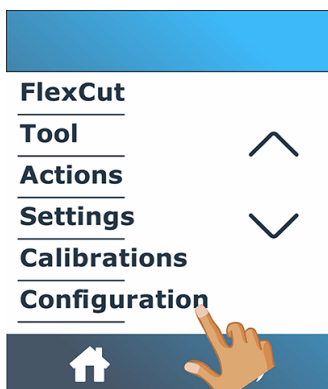 FlexCut
Tool
Actions
Settings
Calibrations
Configuration